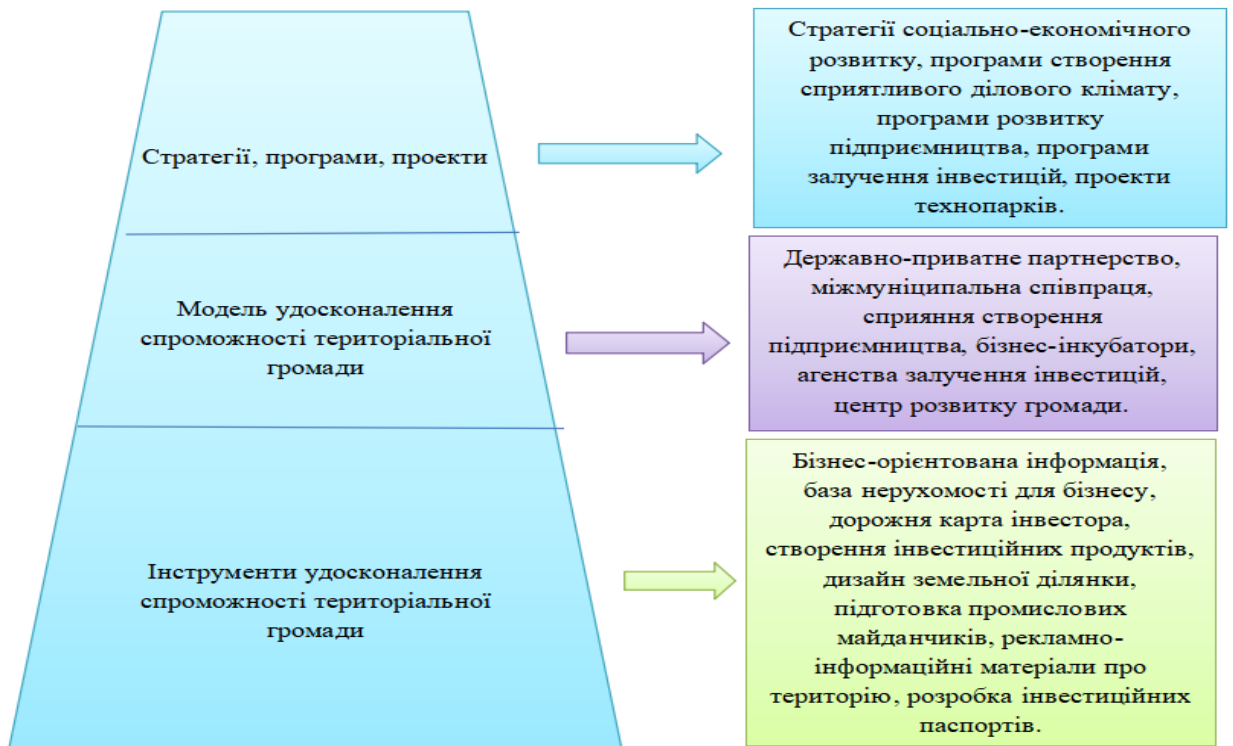 Стратегії, програми, проекти
Стратегії соціально-економічного
розвитку, програми створення
сприятливого ділового клімату,
програми розвитку
підприємництва, програми
залучення інвестицій, проекти
технопарків.
Модель удосконалення
спроможності територіальної
громади
Державно-приватне партнерство,
міжмуніципальна співпраця,
сприяння створення
підприємництва, бізнес-інкубатори,
агенства залучення інвестицій,
центр розвитку громади.
Інструменти удосконалення
спроможності територіальної
громади
Бізнес-орієнтована інформація,
база нерухомості для бізнесу,
дорожня карта інвестора,
створення інвестиційних продуктів,
дизайн земельної ділянки,
підготовка промислових
майданчиків, рекламно-
інформаційні матеріали про
територію, розробка інвестиційних
паспортів.